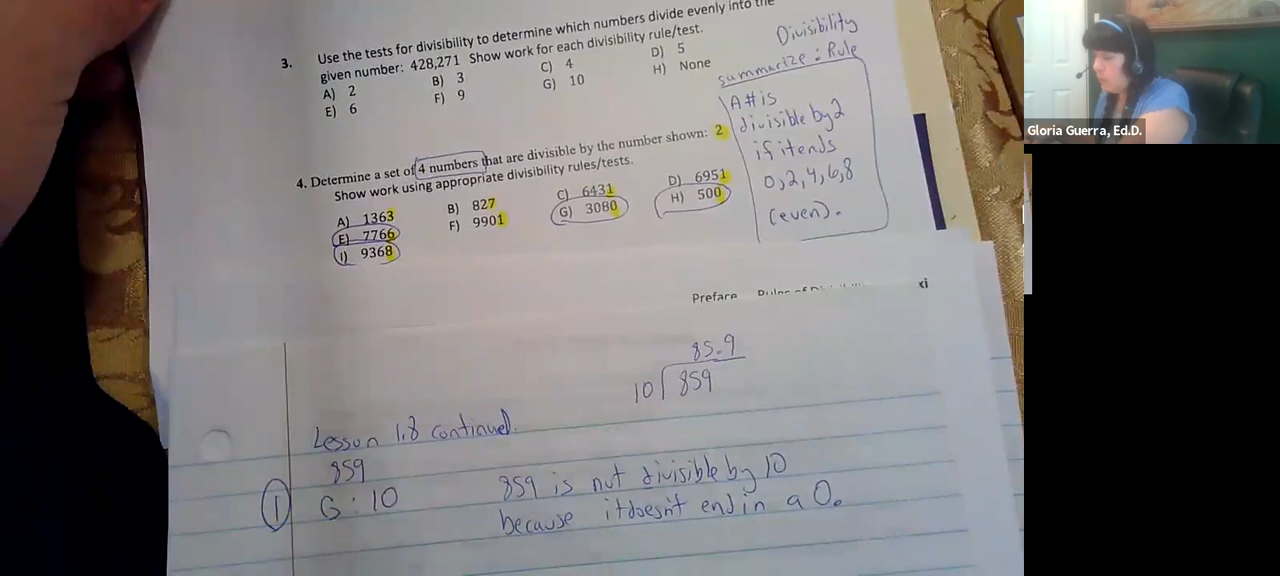 3. Use the tests for divisibility to determine which numbers divide evenly into the
given number: 428,271 Show work for each divisibility rule/test.
A) 2 B) 3 C) 4 D) 5
E) 6 F) 9 G) 10 H) None
Divisibility
summarize: Rule
A # is
divisible by 2
if it ends
0,2,4,6,8
(even).
4. Determine a set of 4 numbers that are divisible by the number shown: 2
Show work using appropriate divisibility rules/tests.
A) 1363 B) 827 C) 6431 D) 6951
E) 7766 F) 9901 G) 3080 H) 500
I) 9368
Preface xi
85.9
10 859
Lesson 1.8 continued.
859
1 G: 10 859 is not divisible by 10
because it doesn't end in a 0.
Gloria Guerra, Ed.D.